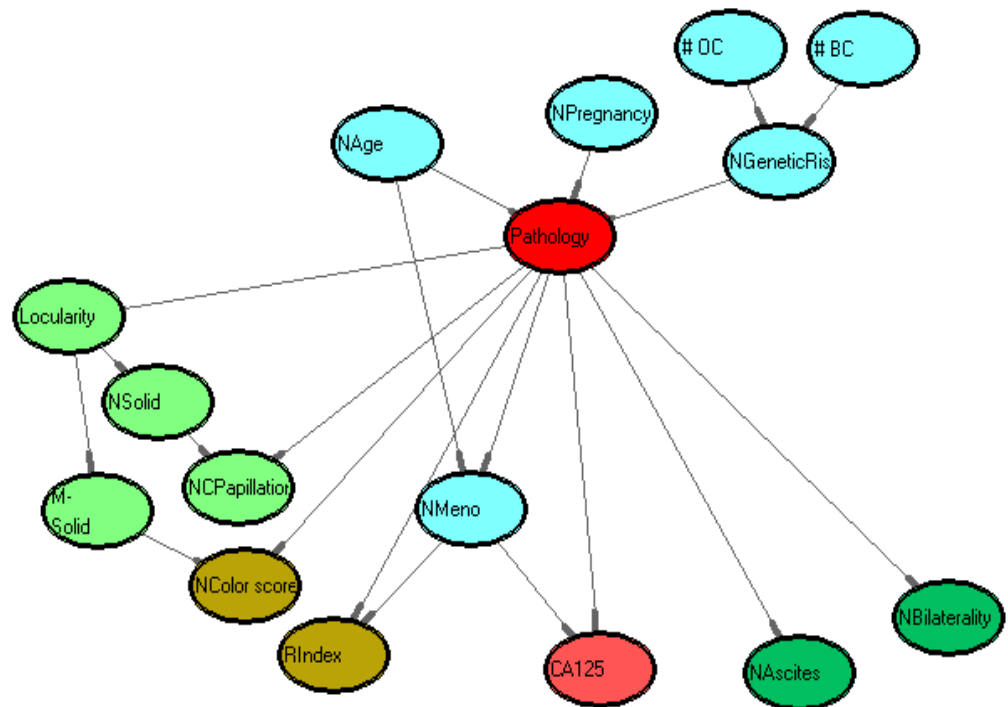 # OC
# BC
NPregnancy
NAge
NGeneticRis
Pathology
Locularity
NSolid
NCPapillation
M-
Solid
NMeno
NColor score
RIndex
CA125
NAscites
NBilaterality